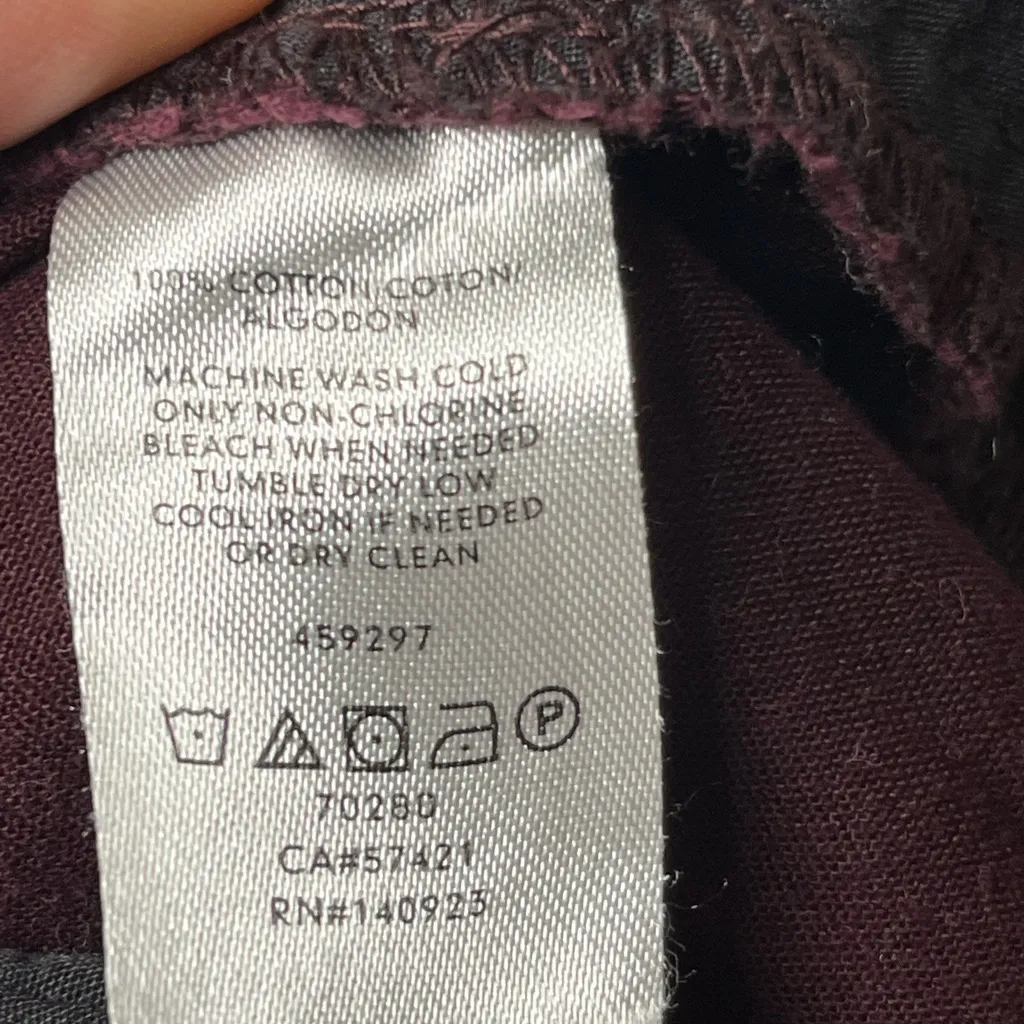 100% COTTON/COTON/
ALGODON
MACHINE WASH COLD
ONLY NON-CHLORINE
BLEACH WHEN NEEDED
TUMBLE DRY LOW
COOL IRON IF NEEDED
OR DRY CLEAN
459297
P
70280
CA#57421
RN#140923